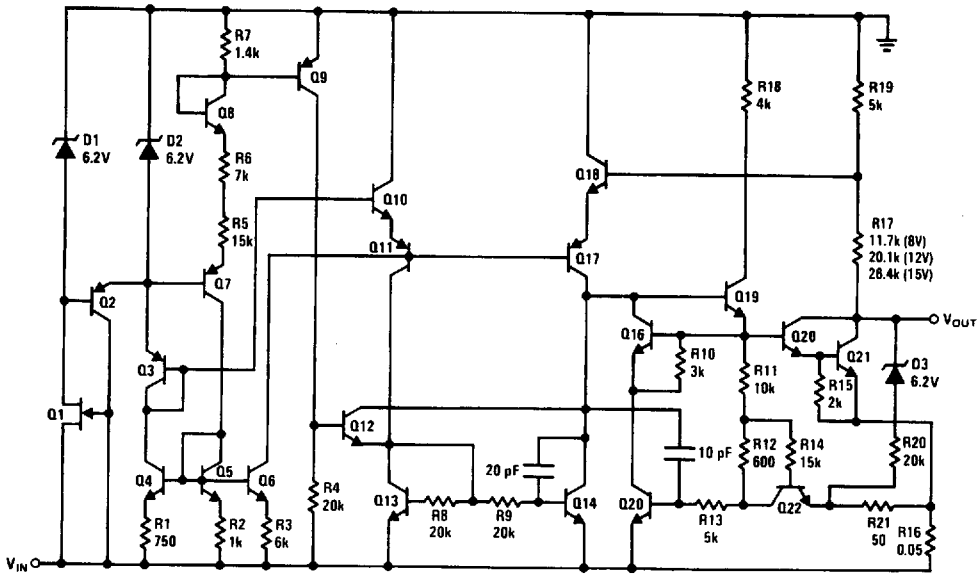 R7
1.4k
Q9
R18
4k
R19
5k
Q8
D1
6.2V
D2
6.2V
R6
7k
Q18
Q10
R5
15k
R17
11.7k (8V)
20.1k (12V)
26.4k (15V)
Q11
Q17
Q2
Q7
Q19
VOUT
Q3
Q16
R10
3k
Q20
Q21
R11
10k
R15
2k
D3
6.2V
Q1
Q12
10 pF
R12
600
R14
15k
R20
20k
Q4
Q5
Q6
20 pF
R4
20k
Q13
R8
20k
R9
20k
Q14
Q20
R13
5k
Q22
R21
50
R16
0.05
R1
750
R2
1k
R3
6k
VIN